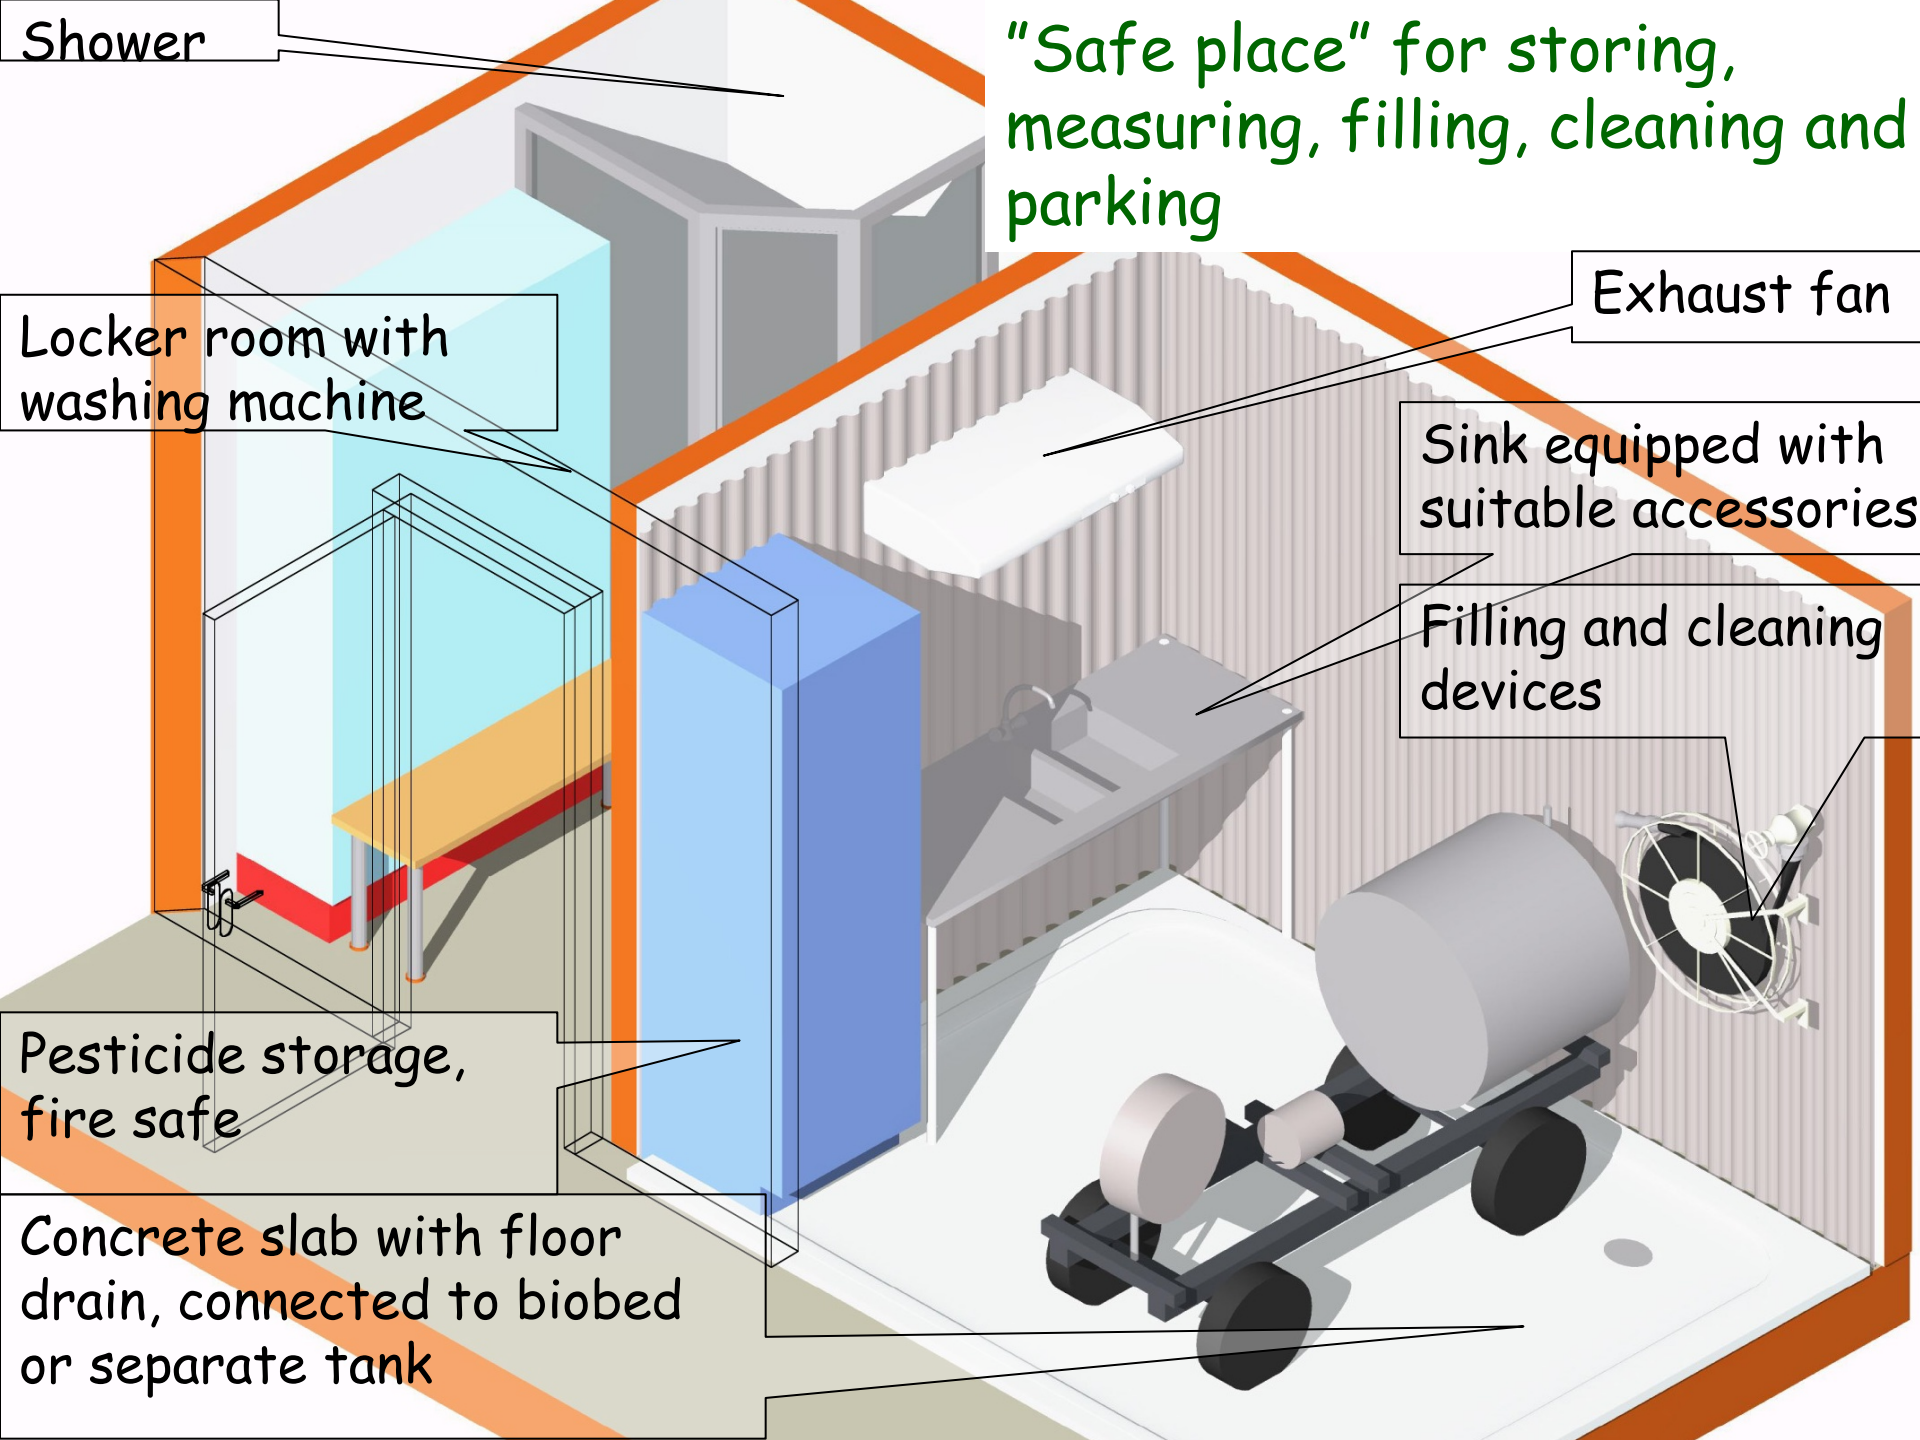 Shower
"Safe place" for storing,
measuring, filling, cleaning and
parking
Exhaust fan
Locker room with
washing machine
Sink equipped with
suitable accessories
Filling and cleaning
devices
Pesticide storage,
fire safe
Concrete slab with floor
drain, connected to biobed
or separate tank